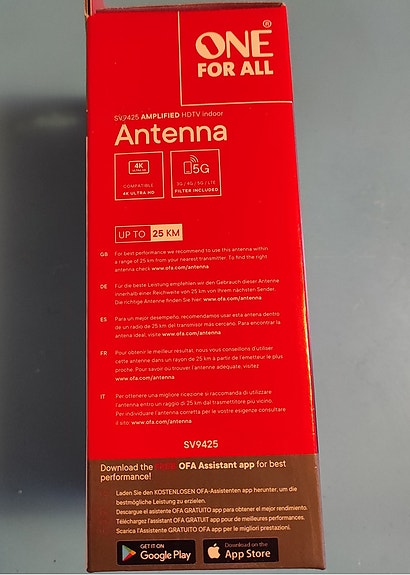 ONE®
FOR ALL
SV9425 AMPLIFIED HDTV indoor
Antenna
4K
ULTRA HD
5G
COMPATIBLE
4K ULTRA HD
3G / 4G / 5G / LTE
FILTER INCLUDED
UP TO 25 KM
GB For best performance we recommend to use this antenna within
a range of 25 km from your nearest transmitter. To find the right
antenna check www.ofa.com/antenna
DE Für die beste Leistung empfehlen wir den Gebrauch dieser Antenne
innerhalb einer Reichweite von 25 km von Ihrem nächsten Sender.
Die richtige Antenne finden Sie hier: www.ofa.com/antenna
ES Para un mejor desempeño, recomendamos usar esta antena dentro
de un radio de 25 km del transmisor más cercano. Para encontrar la
antena ideal, visite www.ofa.com/antenna
FR Pour obtenir le meilleur résultat, nous vous conseillons d'utiliser
cette antenne dans un rayon de 25 km à partir de l'émetteur le plus
proche. Pour savoir où trouver l'antenne adéquate, visitez
www.ofa.com/antenna
IT Per ottenere una migliore ricezione si raccomanda di utilizzare
l'antenna entro un raggio di 25 km dal trasmettitore piu vicino.
Per individuare l'antenna corretta per le vostre esigenze consultare
il sito: www.ofa.com/antenna
SV9425
Download the FREE OFA Assistant app for best
performance!
Laden Sie den KOSTENLOSEN OFA-Assistenten app herunter, um die
bestmögliche Leistung zu erzielen.
Descargue el asistente OFA GRATUITO app para obtener el mejor rendimiento.
Téléchargez l'assistant OFA GRATUIT app pour de meilleures performances.
Scarica l'Assistente GRATUITO OFA app per le migliori prestazioni.
GET IT ON
Google Play
Download on the
App Store